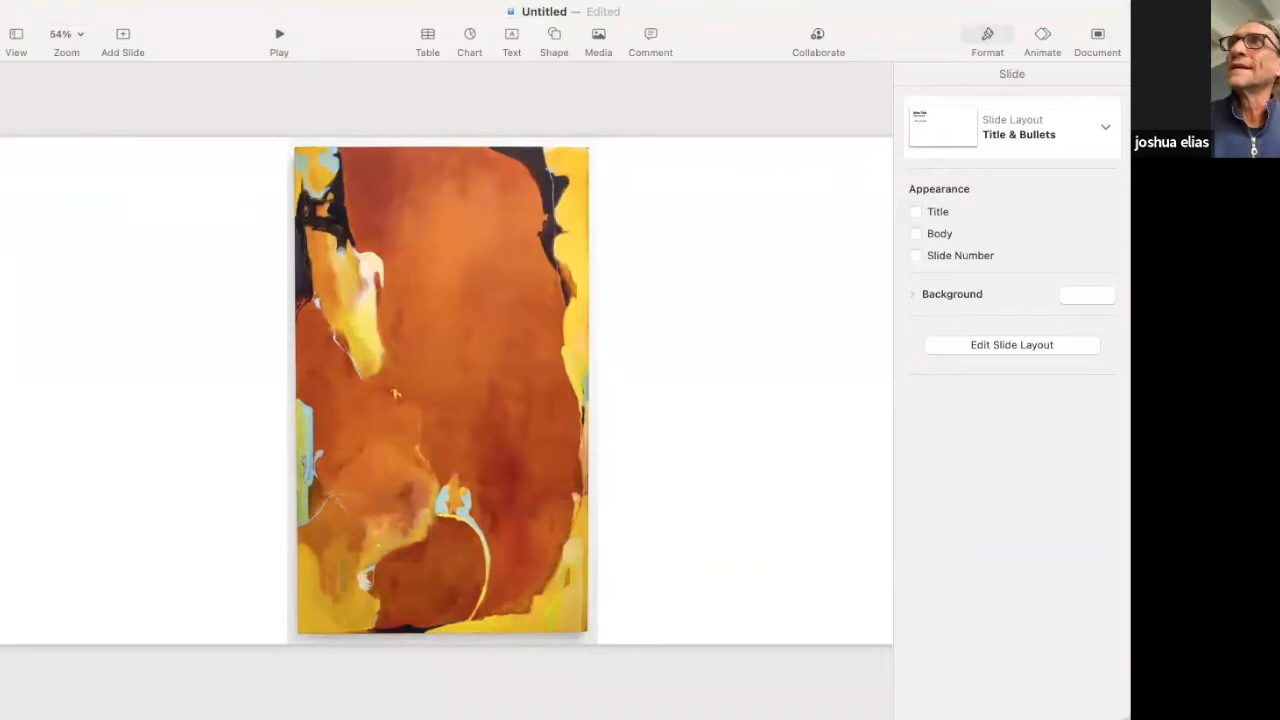 Untitled — Edited
54%
View Zoom Add Slide Play Table Chart Text Shape Media Comment Collaborate Format Animate Document
Slide
Slide Layout
Title & Bullets
Appearance
Title
Body
Slide Number
Background
Edit Slide Layout
joshua elias